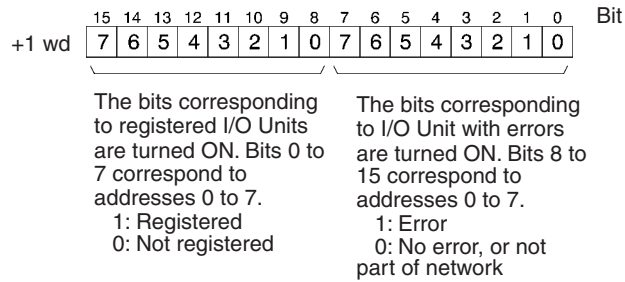 15 14 13 12 11 10 9 8 7 6 5 4 3 2 1 0 Bit
+1 wd 7 6 5 4 3 2 1 0 7 6 5 4 3 2 1 0
The bits corresponding
to registered I/O Units
are turned ON. Bits 0 to
7 correspond to
addresses 0 to 7.
1: Registered
0: Not registered
The bits corresponding
to I/O Unit with errors
are turned ON. Bits 8 to
15 correspond to
addresses 0 to 7.
1: Error
0: No error, or not
part of network